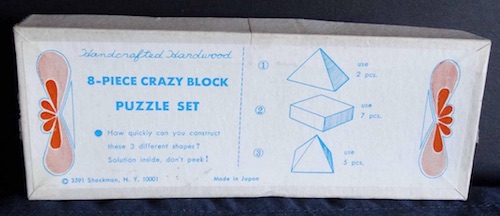 Handcrafted Hardwood
8-PIECE CRAZY BLOCK
PUZZLE SET
How quickly can you construct
these 3 different shapes?
Solution inside, don't peek!
© 3391 Shackman, N. Y. 10001
Made in Japan
1
use
2 pcs.
2
use
7 pcs.
3
use
5 pcs.